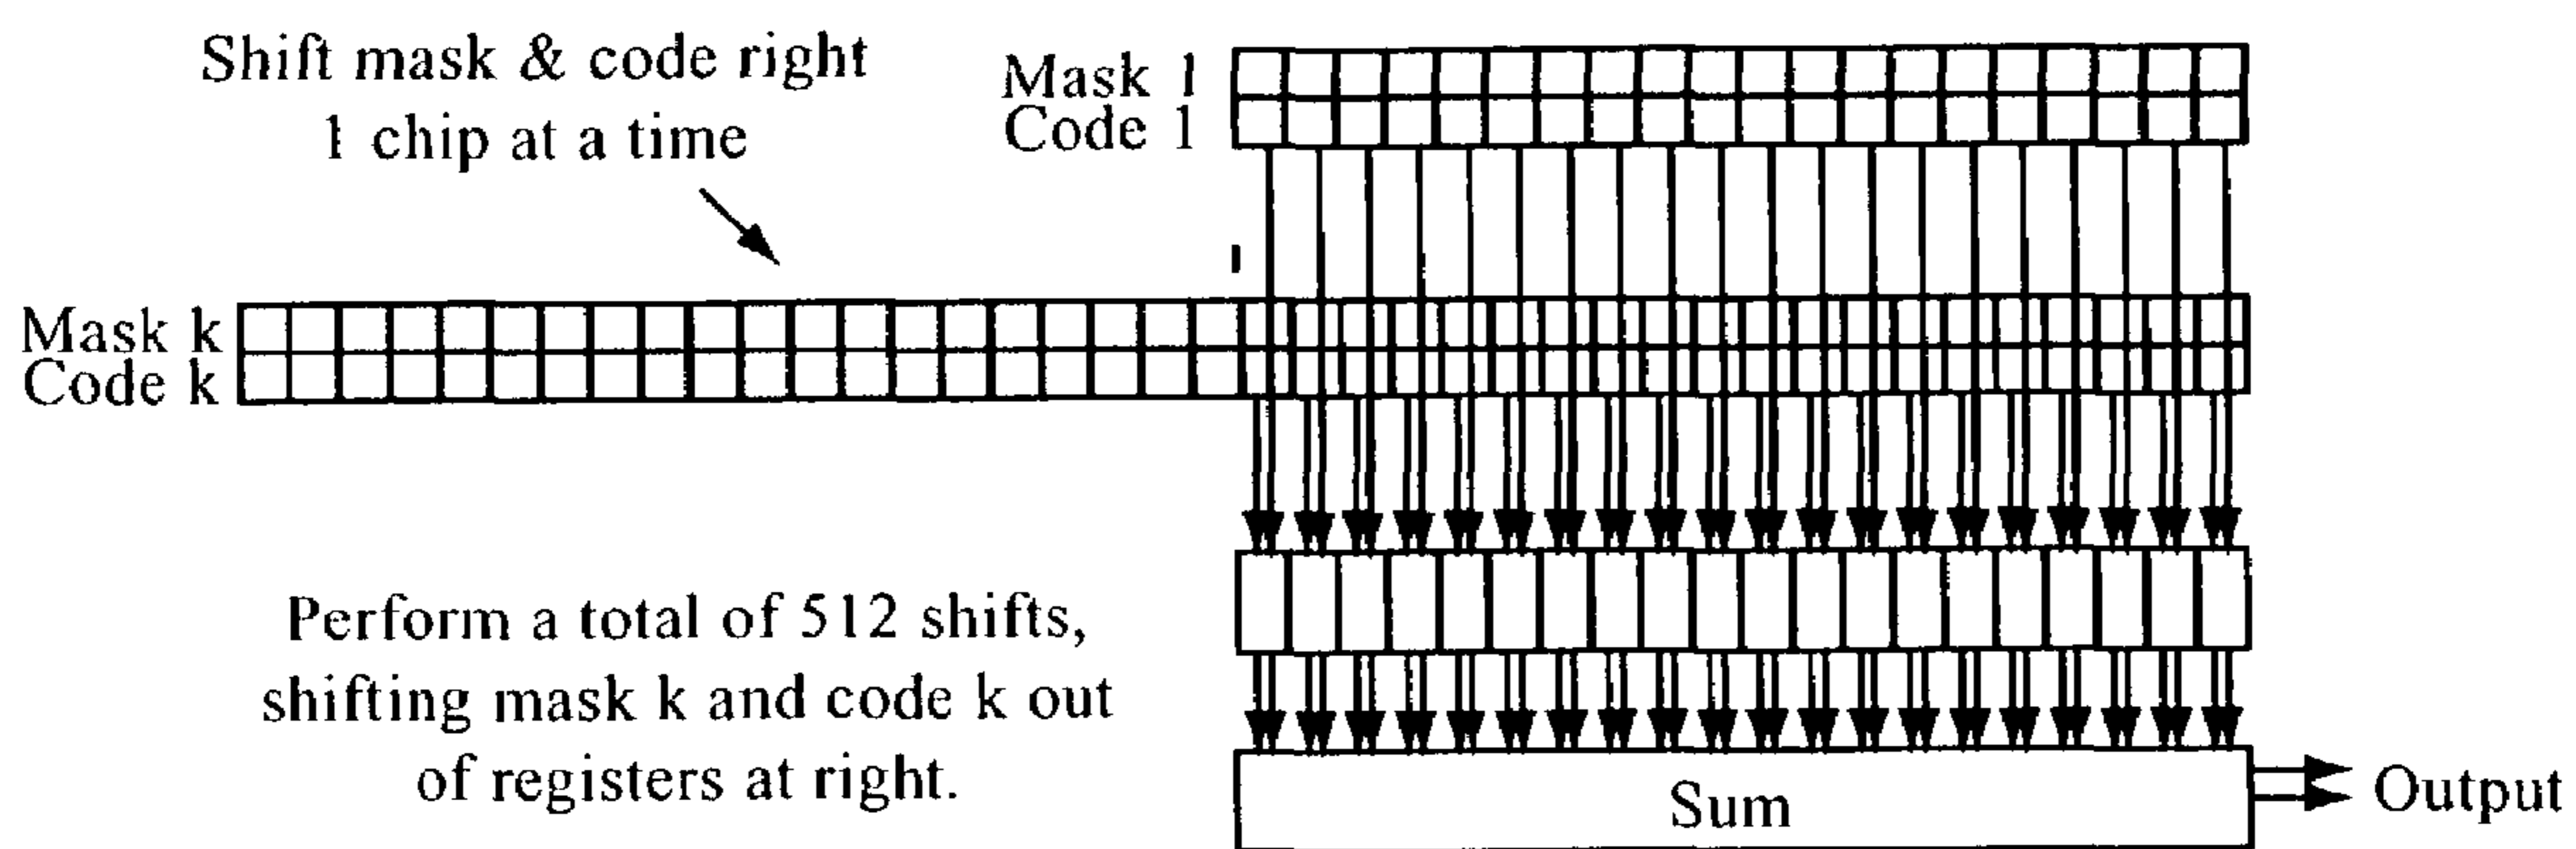 Shift mask & code right
1 chip at a time
Mask 1
Code 1
Mask k
Code k
Perform a total of 512 shifts,
shifting mask k and code k out
of registers at right.
Sum
Output